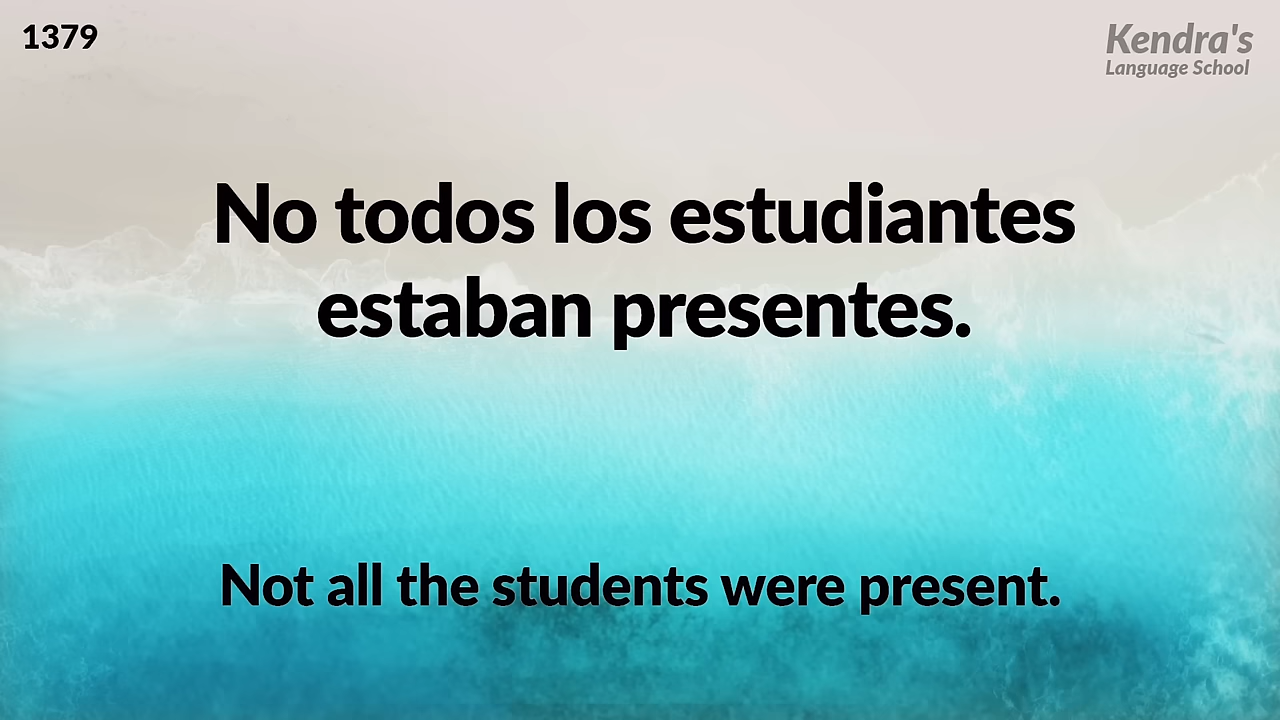 1379
Kendra's
Language School
No todos los estudiantes
estaban presentes.
Not all the students were present.